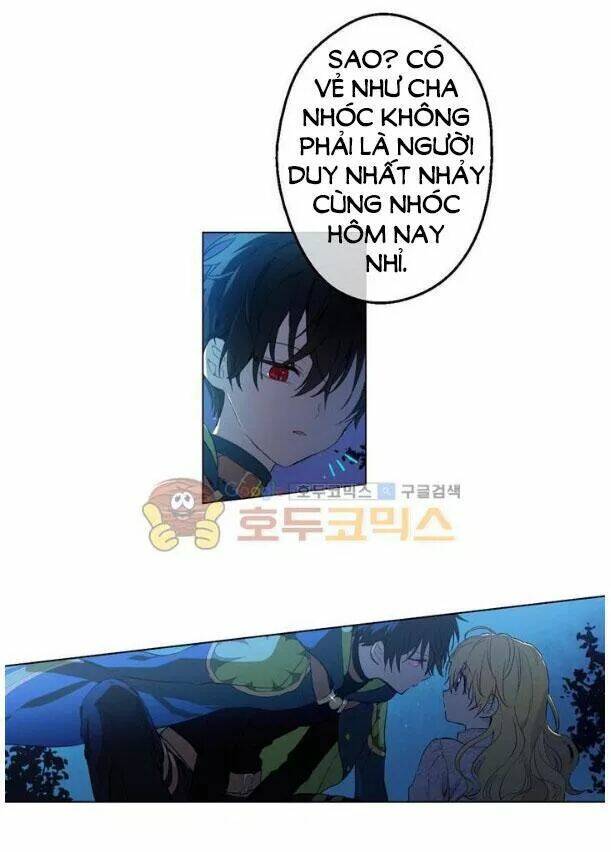 SAO? CÓ
VẺ NHƯ CHA
NHÓC KHÔNG
PHẢI LÀ NGƯỜI
DUY NHẤT NHẢY
CÙNG NHÓC
HÔM NAY
NHỈ.
Google 호두코믹스 구글검색
호두코믹스